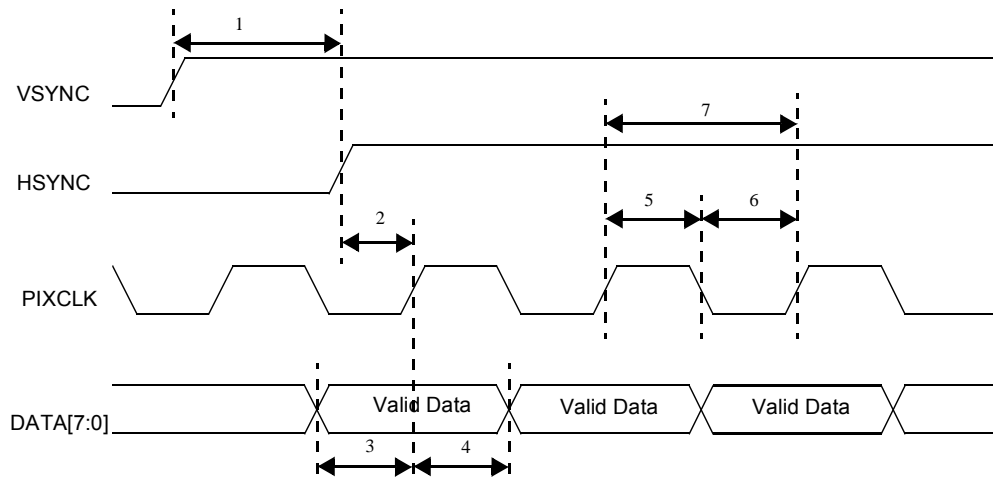 1
VSYNC
7
HSYNC
5
6
2
PIXCLK
Valid Data
Valid Data
Valid Data
DATA[7:0]
3
4